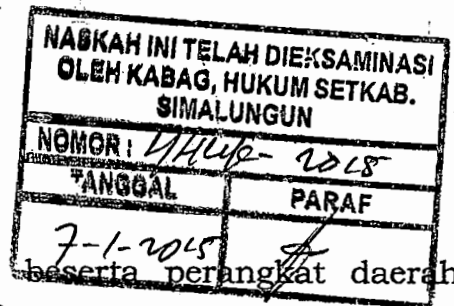 NASKAH INI TELAH DIEKSAMINASI
OLEH KABAG, HUKUM SETKAB.
SIMALUNGUN
NOMOR :
TANGGAL PARAF
7-1-2015
beserta perangkat daerah